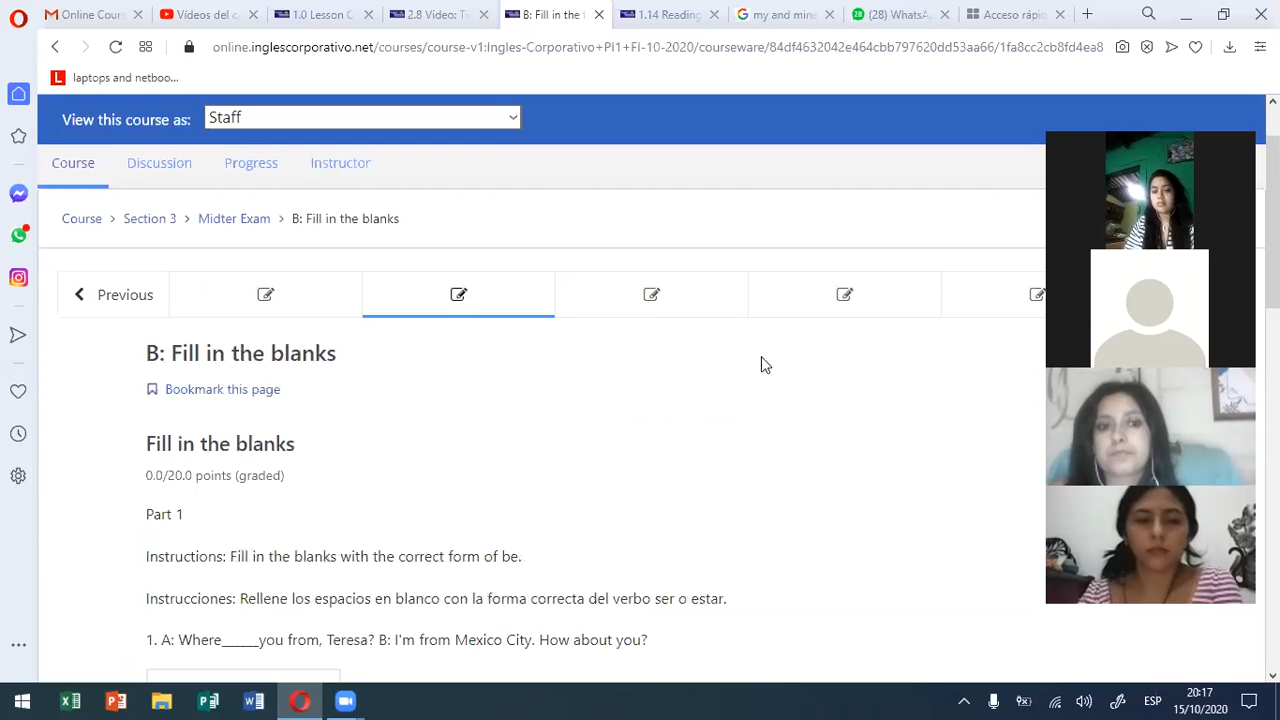 Online Cours
Vídeos del c
1.0 Lesson O
2.8 Video: Ti
B: Fill in the
1.14 Reading
my and mine
(28) WhatsA
Acceso rápi
online.inglescorporativo.net/courses/course-v1:Ingles-Corporativo+PI1+FI-10-2020/courseware/84df4632042e464cbb797620dd53aa66/1fa8cc2cb8fd4ea8
laptops and netboo...
View this course as: Staff
Course Discussion Progress Instructor
Course > Section 3 > Midter Exam > B: Fill in the blanks
Previous
B: Fill in the blanks
Bookmark this page
Fill in the blanks
0.0/20.0 points (graded)
Part 1
Instructions: Fill in the blanks with the correct form of be.
Instrucciones: Rellene los espacios en blanco con la forma correcta del verbo ser o estar.
1. A: Where______you from, Teresa? B: I'm from Mexico City. How about you?
ESP
20:17
15/10/2020